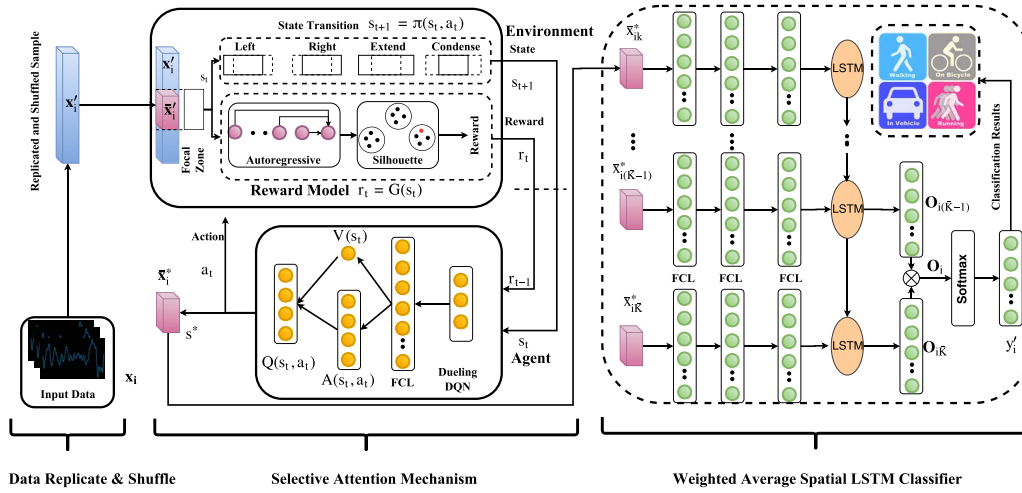 Replicated and Shuffled Sample
x′ᵢ
Input Data
xᵢ
Data Replicate & Shuffle
State Transition sₜ₊₁ = π(sₜ, aₜ)
Environment
Left
Right
Extend
Condense
State
sₜ₊₁
x′ᵢ
x̄′ᵢ
sₜ
Focal
Zone
Autoregressive
Silhouette
Reward
Reward
rₜ
Reward Model rₜ = G(sₜ)
Action
aₜ
x̄*ᵢ
s*
V(sₜ)
Q(sₜ, aₜ)
A(sₜ, aₜ)
FCL
Dueling
DQN
rₜ₋₁
sₜ
Agent
Selective Attention Mechanism
x̄*ᵢₖ
LSTM
Walking
On Bicycle
In Vehicle
Running
x̄*ᵢ(K̄−1)
LSTM
Oᵢ(K̄−1)
FCL
FCL
FCL
x̄*ᵢK̄
LSTM
OᵢK̄
Oᵢ
Softmax
y′ᵢ
Classification Results
Weighted Average Spatial LSTM Classifier